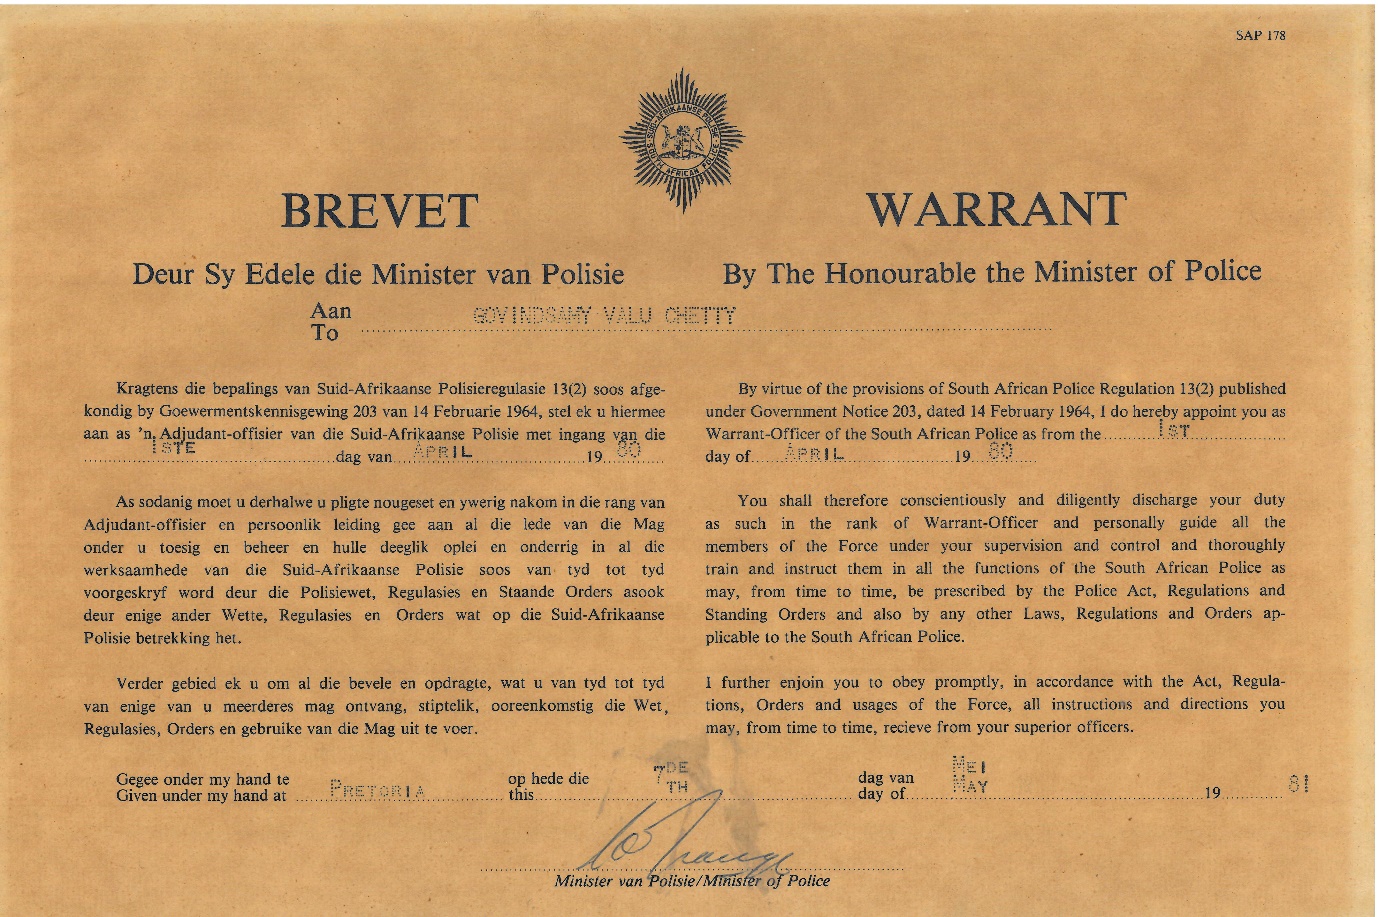 SAP 178
SUID-AFRIKAANSE POLISIE
SOUTH AFRICAN POLICE
BREVET
Deur Sy Edele die Minister van Polisie
WARRANT
By The Honourable the Minister of Police
Aan
To
GOVINDSAMY VALU CHETTY
Kragtens die bepalings van Suid-Afrikaanse Polisieregulasie 13(2) soos afge-
kondig by Goewermentskennisgewing 203 van 14 Februarie 1964, stel ek u hiermee
aan as 'n Adjudant-offisier van die Suid-Afrikaanse Polisie met ingang van die
1STE dag van APRIL 19 80
As sodanig moet u derhalwe u pligte nougeset en ywerig nakom in die rang van
Adjudant-offisier en persoonlik leiding gee aan al die lede van die Mag
onder u toesig en beheer en hulle deeglik oplei en onderrig in al die
werksaamhede van die Suid-Afrikaanse Polisie soos van tyd tot tyd
voorgeskryf word deur die Polisiewet, Regulasies en Staande Orders asook
deur enige ander Wette, Regulasies en Orders wat op die Suid-Afrikaanse
Polisie betrekking het.
Verder gebied ek u om al die bevele en opdragte, wat u van tyd tot tyd
van enige van u meerderes mag ontvang, stiptelik, ooreenkomstig die Wet,
Regulasies, Orders en gebruike van die Mag uit te voer.
By virtue of the provisions of South African Police Regulation 13(2) published
under Government Notice 203, dated 14 February 1964, I do hereby appoint you as
Warrant-Officer of the South African Police as from the 1ST
day of APRIL 19 80
You shall therefore conscientiously and diligently discharge your duty
as such in the rank of Warrant-Officer and personally guide all the
members of the Force under your supervision and control and thoroughly
train and instruct them in all the functions of the South African Police as
may, from time to time, be prescribed by the Police Act, Regulations and
Standing Orders and also by any other Laws, Regulations and Orders ap-
plicable to the South African Police.
I further enjoin you to obey promptly, in accordance with the Act, Regula-
tions, Orders and usages of the Force, all instructions and directions you
may, from time to time, recieve from your superior officers.
Gegee onder my hand te op hede die 7DE dag van MEI
Given under my hand at PRETORIA this TH day of MAY 19 81
Minister van Polisie/Minister of Police